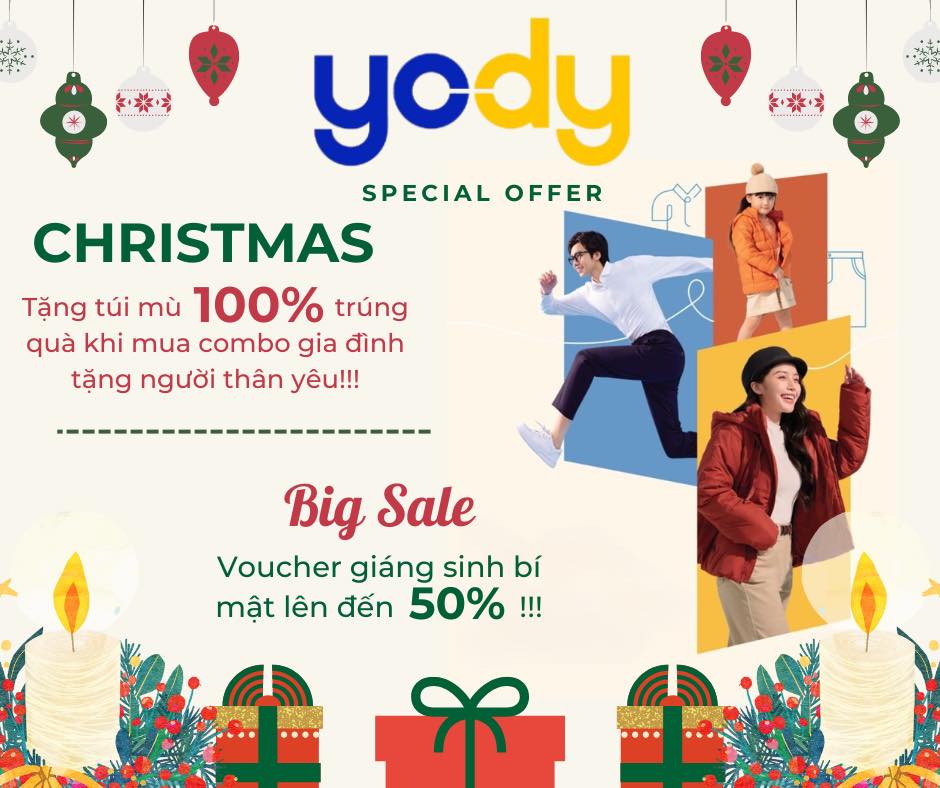 yody
SPECIAL OFFER
CHRISTMAS
Tặng túi mù 100% trúng
quà khi mua combo gia đình
tặng người thân yêu!!!
Big Sale
Voucher giáng sinh bí
mật lên đến 50% !!!